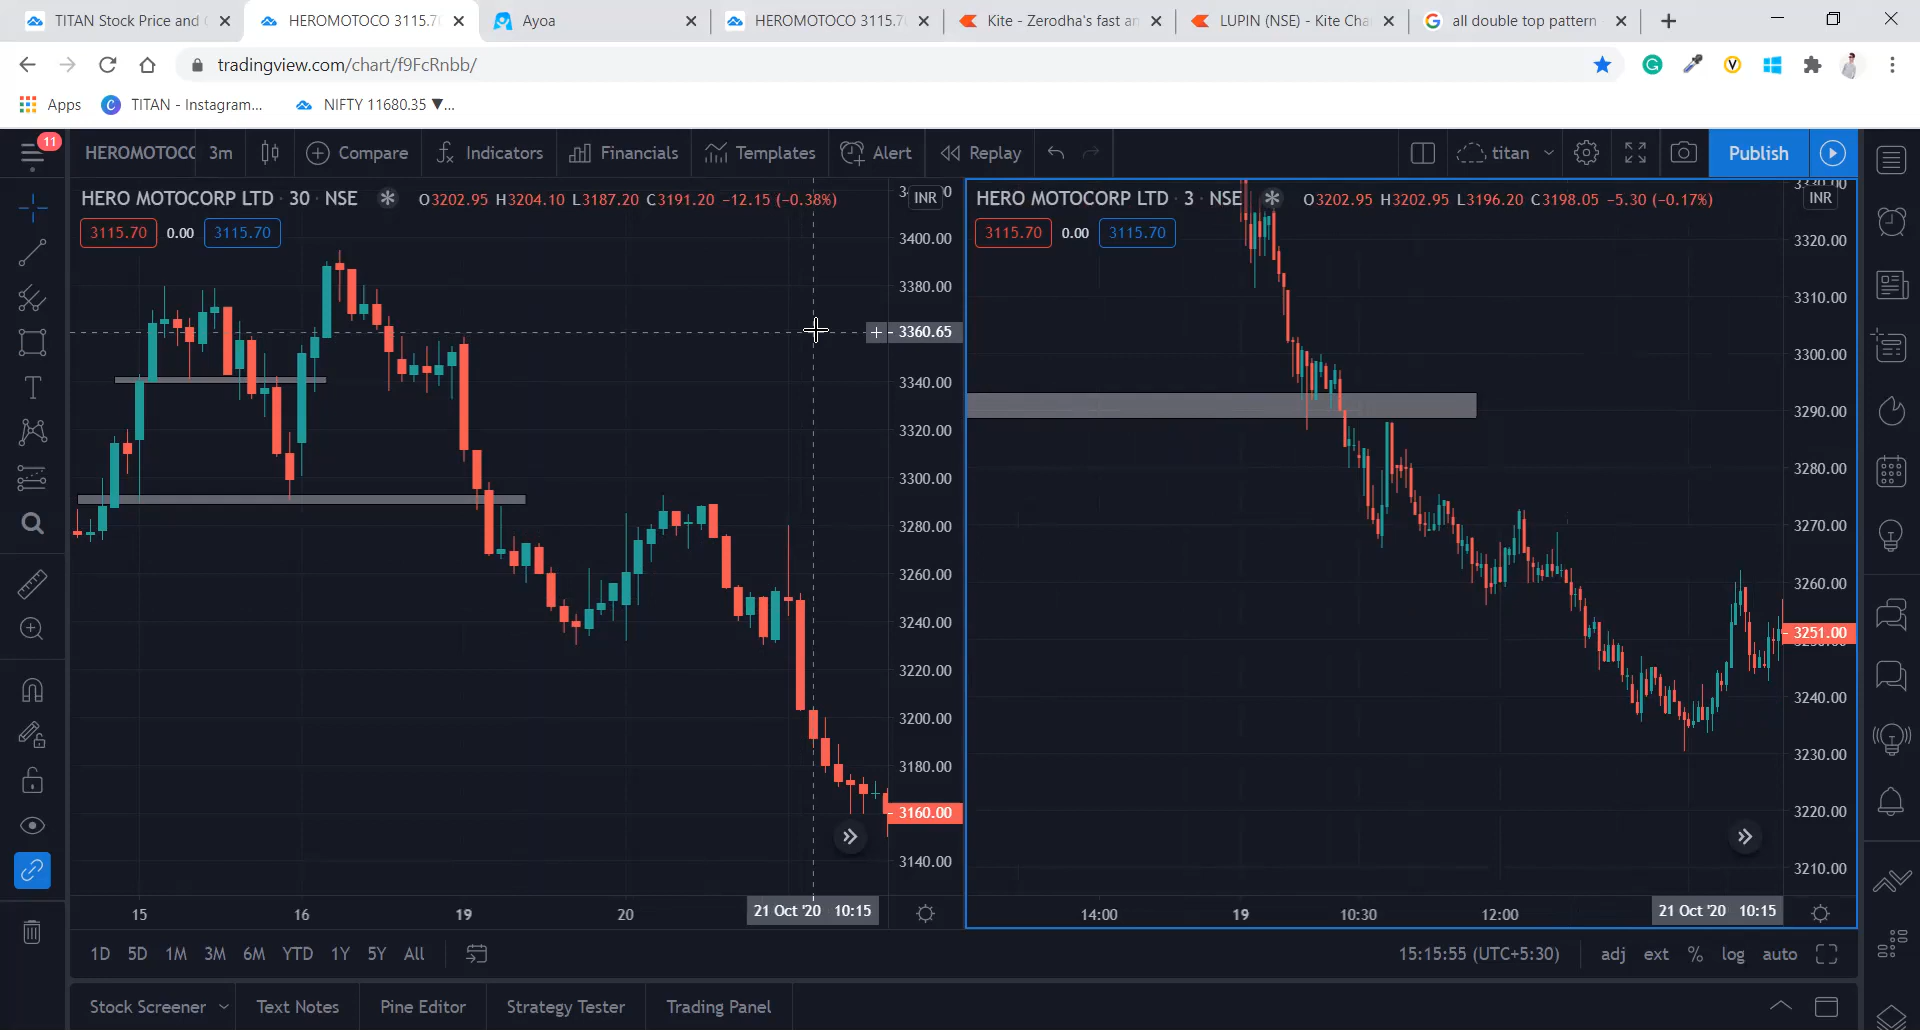 TITAN Stock Price and
HEROMOTOCO 3115.70
Ayoa
HEROMOTOCO 3115.70
Kite - Zerodha's fast an
LUPIN (NSE) - Kite Cha
all double top pattern
tradingview.com/chart/f9FcRnbb/
Apps
TITAN - Instagram...
NIFTY 11680.35 ▼...
11
HEROMOTOCO
3m
Compare
Indicators
Financials
Templates
Alert
Replay
titan
Publish
HERO MOTOCORP LTD · 30 · NSE
O3202.95 H3204.10 L3187.20 C3191.20 −12.15 (−0.38%)
INR
3115.70 0.00 3115.70
3400.00
3380.00
3360.65
3340.00
3320.00
3300.00
3280.00
3260.00
3240.00
3220.00
3200.00
3180.00
3160.00
3140.00
15 16 19 20 21 Oct '20 10:15
HERO MOTOCORP LTD · 3 · NSE
O3202.95 H3202.95 L3196.20 C3198.05 −5.30 (−0.17%)
INR
3115.70 0.00 3115.70
3320.00
3310.00
3300.00
3290.00
3280.00
3270.00
3260.00
3251.00
3240.00
3230.00
3220.00
3210.00
14:00 19 10:30 12:00 21 Oct '20 10:15
1D 5D 1M 3M 6M YTD 1Y 5Y All
15:15:55 (UTC+5:30)
adj ext % log auto
Stock Screener
Text Notes
Pine Editor
Strategy Tester
Trading Panel